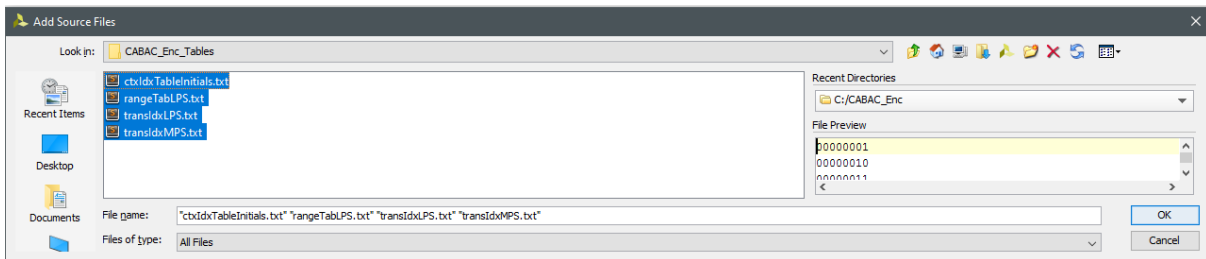 Add Source Files
Look in: CABAC_Enc_Tables
Recent Items
Desktop
Documents
ctxIdxTableInitials.txt
rangeTabLPS.txt
transIdxLPS.txt
transIdxMPS.txt
Recent Directories
C:/CABAC_Enc
File Preview
00000001
00000010
00000011
File name: "ctxIdxTableInitials.txt" "rangeTabLPS.txt" "transIdxLPS.txt" "transIdxMPS.txt"
OK
Files of type: All Files
Cancel